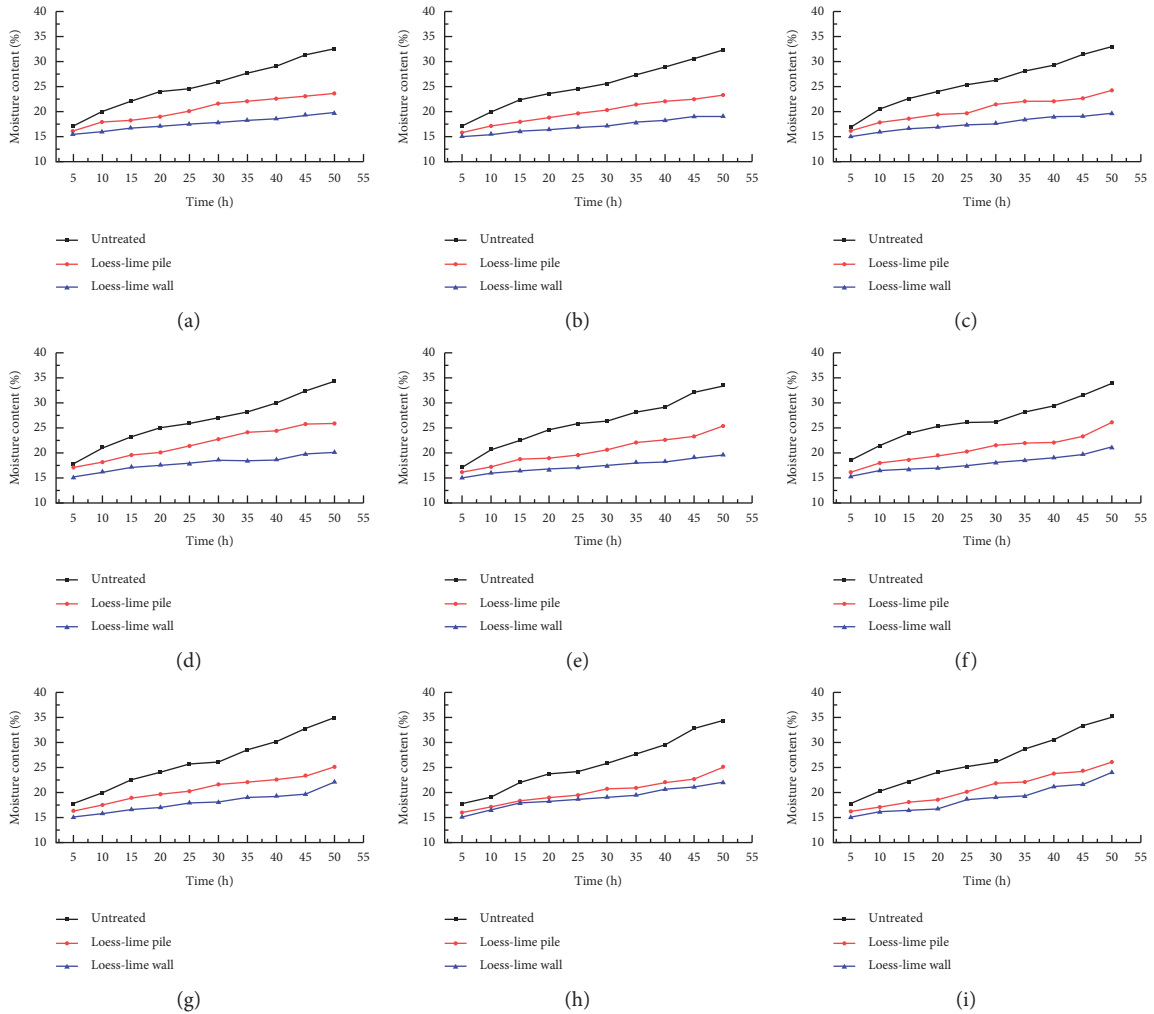 Moisture content (%)
40
35
30
25
20
15
10
5 10 15 20 25 30 35 40 45 50 55
Time (h)
Untreated
Loess-lime pile
Loess-lime wall
(a)
Moisture content (%)
40
35
30
25
20
15
10
5 10 15 20 25 30 35 40 45 50 55
Time (h)
Untreated
Loess-lime pile
Loess-lime wall
(b)
Moisture content (%)
40
35
30
25
20
15
10
5 10 15 20 25 30 35 40 45 50 55
Time (h)
Untreated
Loess-lime pile
Loess-lime wall
(c)
Moisture content (%)
40
35
30
25
20
15
10
5 10 15 20 25 30 35 40 45 50 55
Time (h)
Untreated
Loess-lime pile
Loess-lime wall
(d)
Moisture content (%)
40
35
30
25
20
15
10
5 10 15 20 25 30 35 40 45 50 55
Time (h)
Untreated
Loess-lime pile
Loess-lime wall
(e)
Moisture content (%)
40
35
30
25
20
15
10
5 10 15 20 25 30 35 40 45 50 55
Time (h)
Untreated
Loess-lime pile
Loess-lime wall
(f)
Moisture content (%)
40
35
30
25
20
15
10
5 10 15 20 25 30 35 40 45 50 55
Time (h)
Untreated
Loess-lime pile
Loess-lime wall
(g)
Moisture content (%)
40
35
30
25
20
15
10
5 10 15 20 25 30 35 40 45 50 55
Time (h)
Untreated
Loess-lime pile
Loess-lime wall
(h)
Moisture content (%)
40
35
30
25
20
15
10
5 10 15 20 25 30 35 40 45 50 55
Time (h)
Untreated
Loess-lime pile
Loess-lime wall
(i)